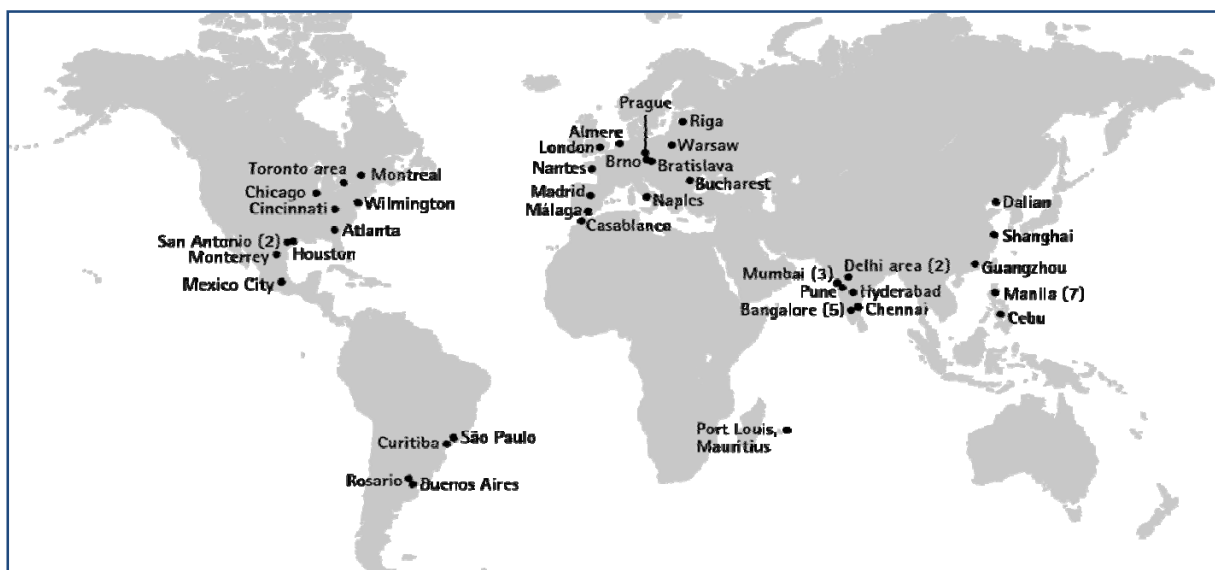 Prague
Riga
Almere
London
Warsaw
Brno
Bratislava
Nantes
Bucharest
Madrid
Naples
Málaga
Casablanca
Toronto area
Montreal
Chicago
Cincinnati
Wilmington
Atlanta
San Antonio (2)
Houston
Monterrey
Mexico City
Dalian
Shanghai
Guangzhou
Mumbai (3)
Delhi area (2)
Pune
Hyderabad
Bangalore (5)
Chennai
Manila (7)
Cebu
Port Louis,
Mauritius
São Paulo
Curitiba
Rosario
Buenos Aires